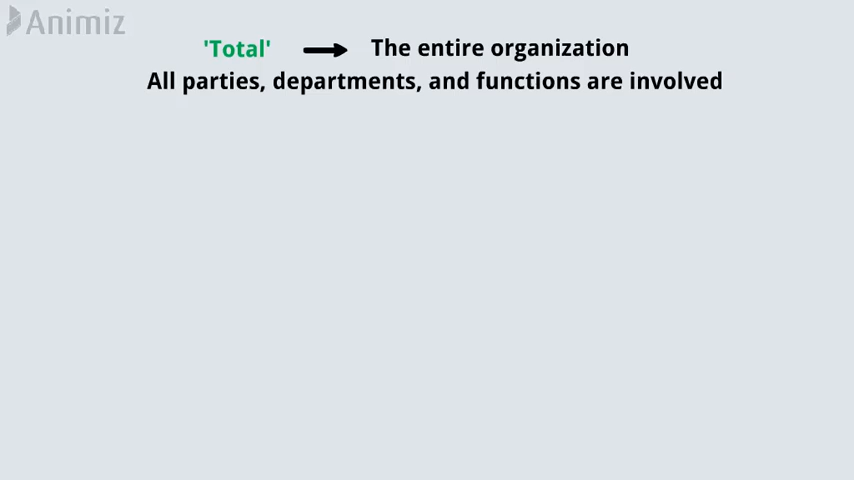 Animiz
'Total' The entire organization
All parties, departments, and functions are involved